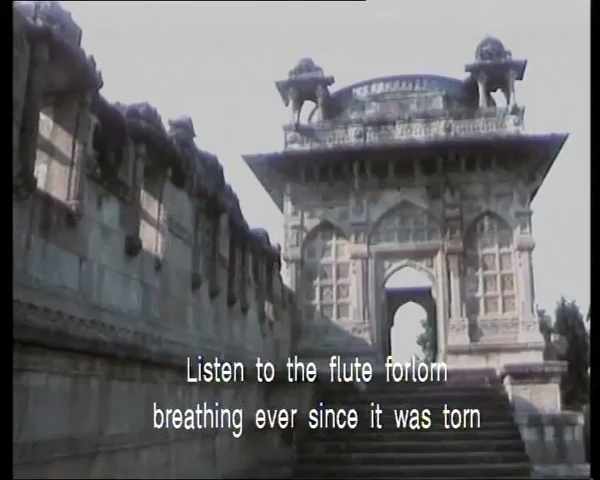 Listen to the flute forlorn
breathing ever since it was torn